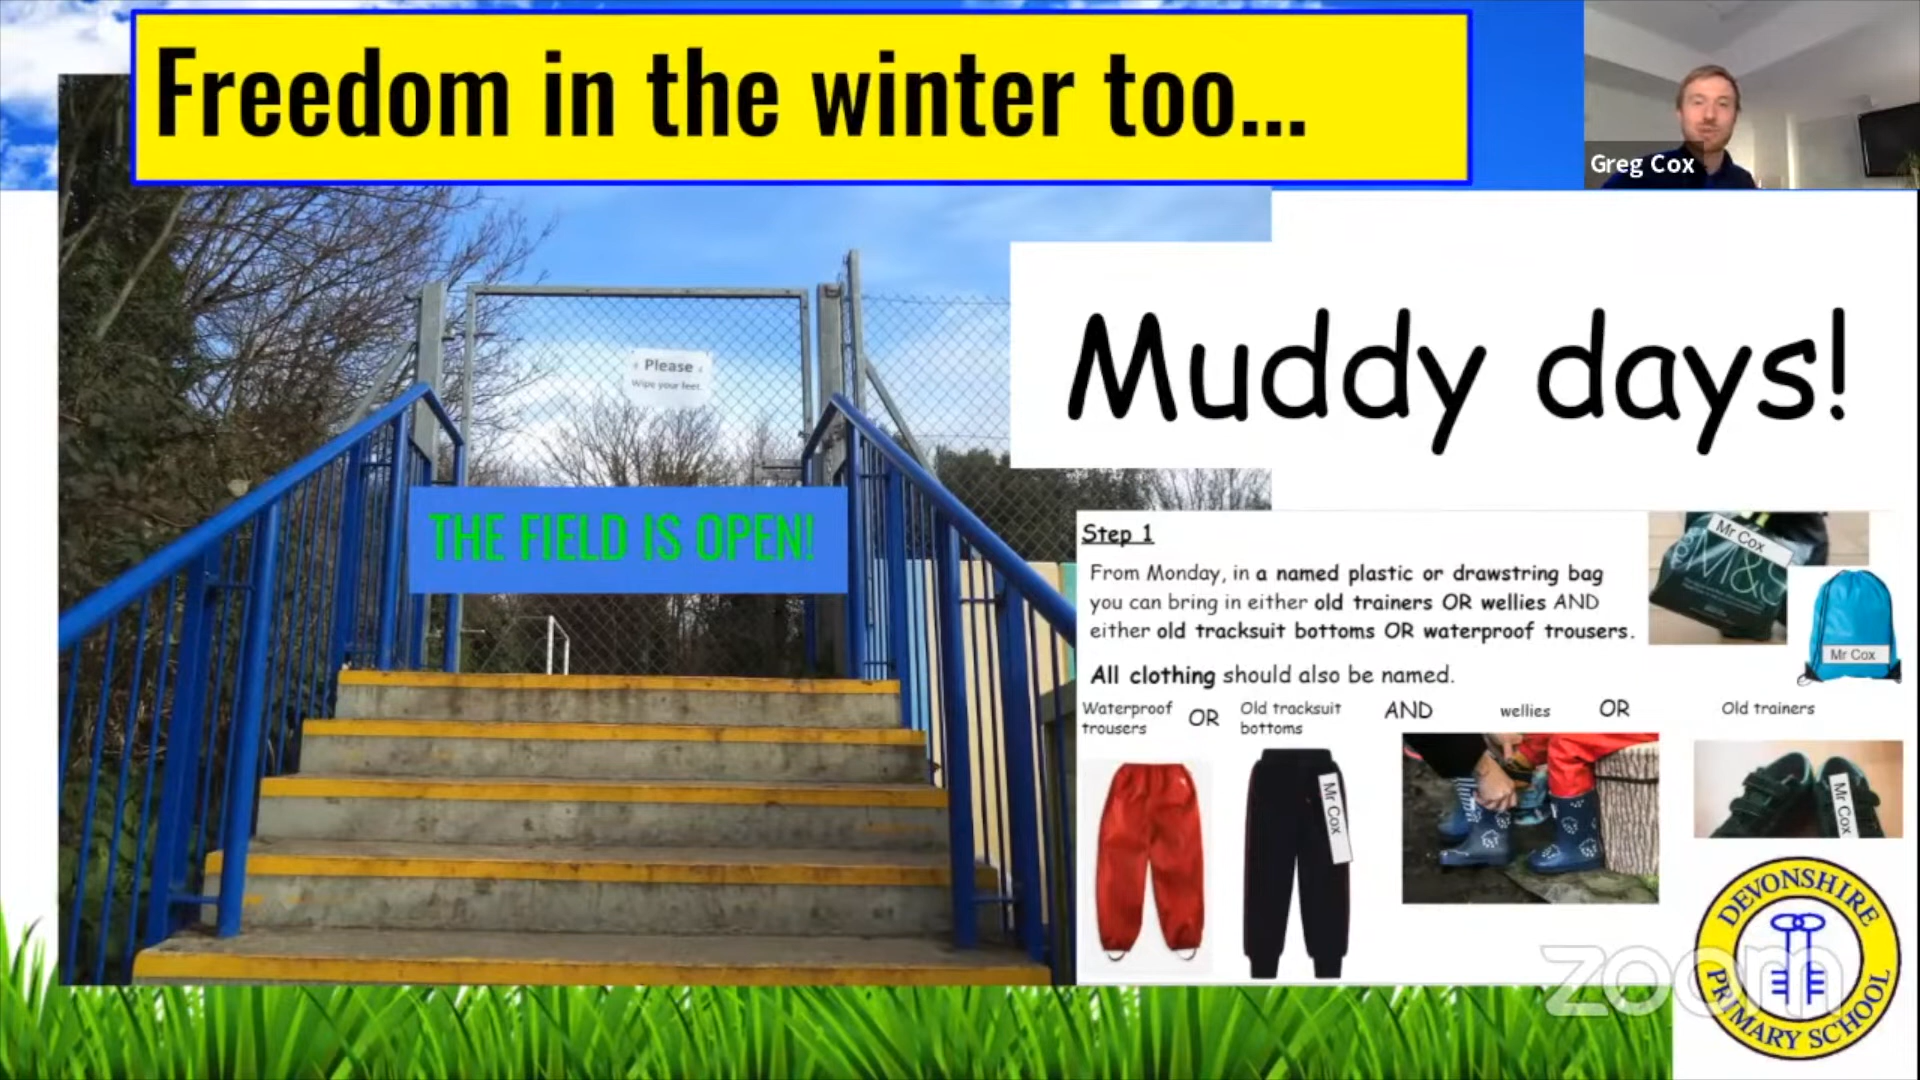 Freedom in the winter too...
Greg Cox
Please
Wipe your feet.
Muddy days!
THE FIELD IS OPEN!
Step 1
From Monday, in a named plastic or drawstring bag
you can bring in either old trainers OR wellies AND
either old tracksuit bottoms OR waterproof trousers.
All clothing should also be named.
Mr Cox
M&S
Mr Cox
Waterproof
trousers
OR
Old tracksuit
bottoms
AND
wellies
OR
Old trainers
Mr Cox
Mr Cox
DEVONSHIRE
PRIMARY SCHOOL
zoom